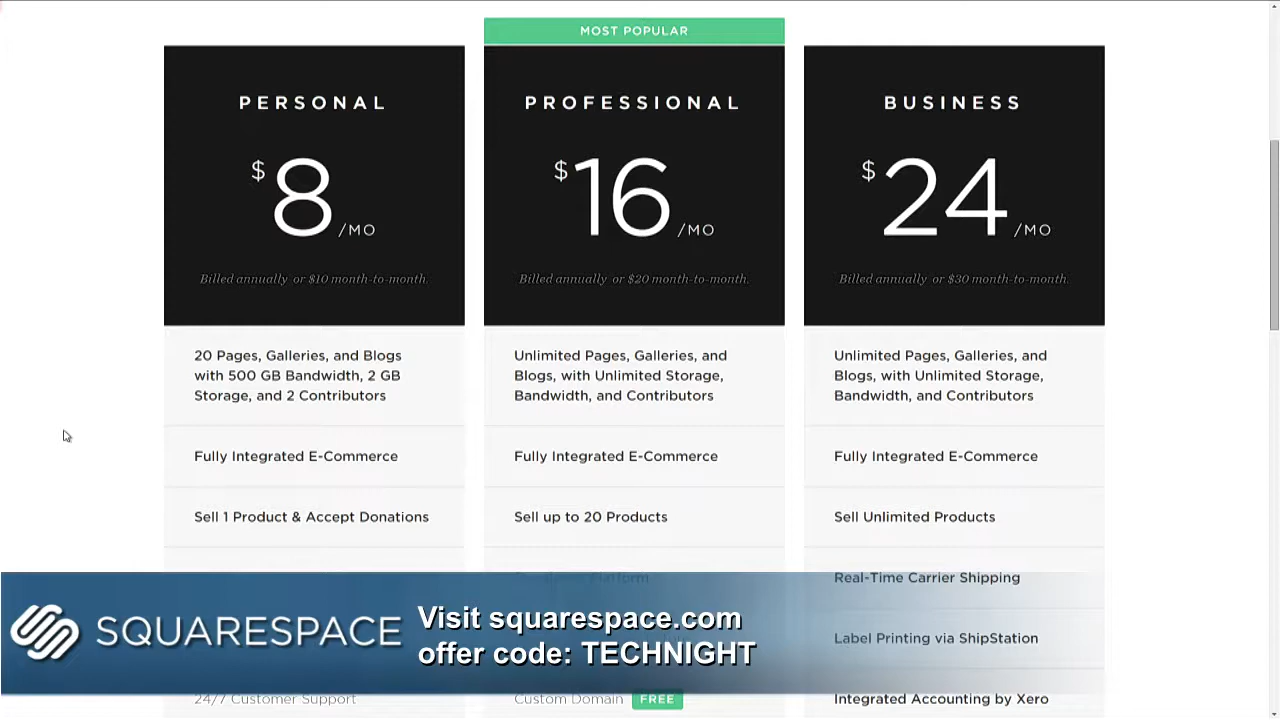 MOST POPULAR
PERSONAL
$8/MO
Billed annually or $10 month-to-month.
20 Pages, Galleries, and Blogs
with 500 GB Bandwidth, 2 GB
Storage, and 2 Contributors
Fully Integrated E-Commerce
Sell 1 Product & Accept Donations
24/7 Customer Support
PROFESSIONAL
$16/MO
Billed annually or $20 month-to-month.
Unlimited Pages, Galleries, and
Blogs, with Unlimited Storage,
Bandwidth, and Contributors
Fully Integrated E-Commerce
Sell up to 20 Products
Custom Domain FREE
BUSINESS
$24/MO
Billed annually or $30 month-to-month.
Unlimited Pages, Galleries, and
Blogs, with Unlimited Storage,
Bandwidth, and Contributors
Fully Integrated E-Commerce
Sell Unlimited Products
Real-Time Carrier Shipping
Label Printing via ShipStation
Integrated Accounting by Xero
SQUARESPACE
Visit squarespace.com
offer code: TECHNIGHT